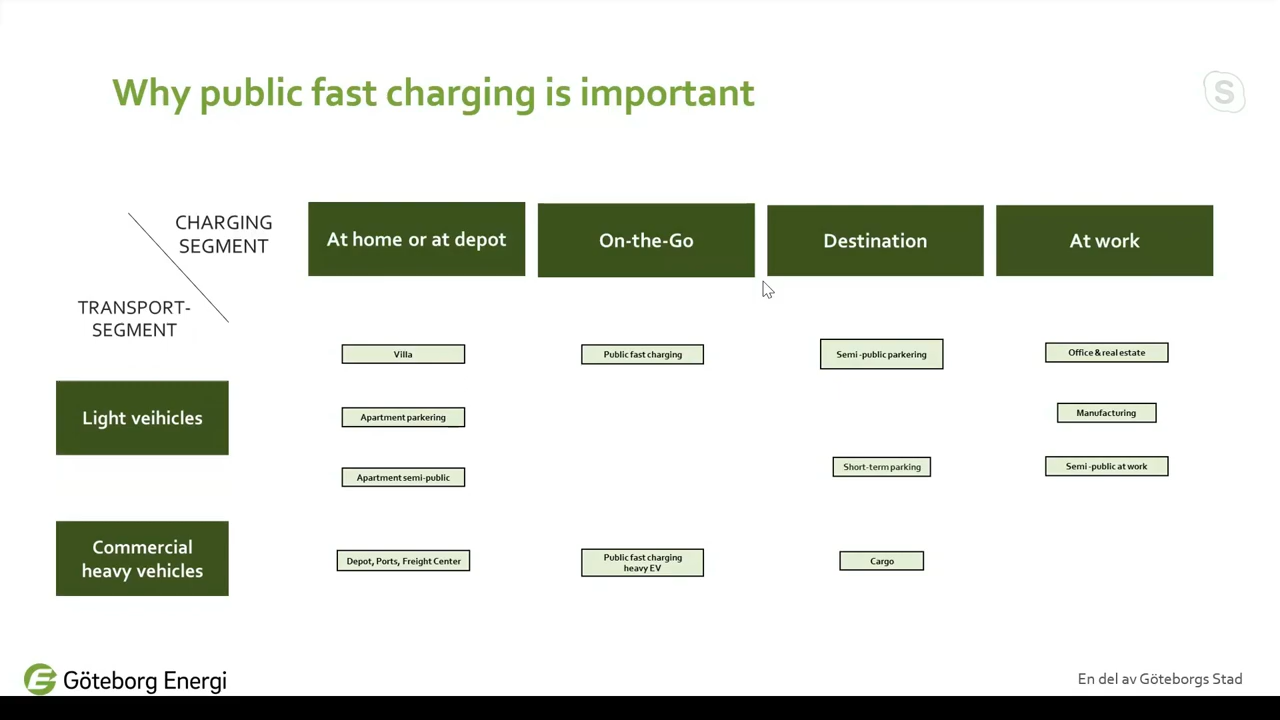 Why public fast charging is important
S
CHARGING
SEGMENT
TRANSPORT-
SEGMENT
At home or at depot
On-the-Go
Destination
At work
Light veihicles
Villa
Public fast charging
Semi-public parkering
Office & real estate
Apartment parkering
Manufacturing
Apartment semi-public
Short-term parking
Semi-public at work
Commercial
heavy vehicles
Depot, Ports, Freight Center
Public fast charging
heavy EV
Cargo
Göteborg Energi
En del av Göteborgs Stad